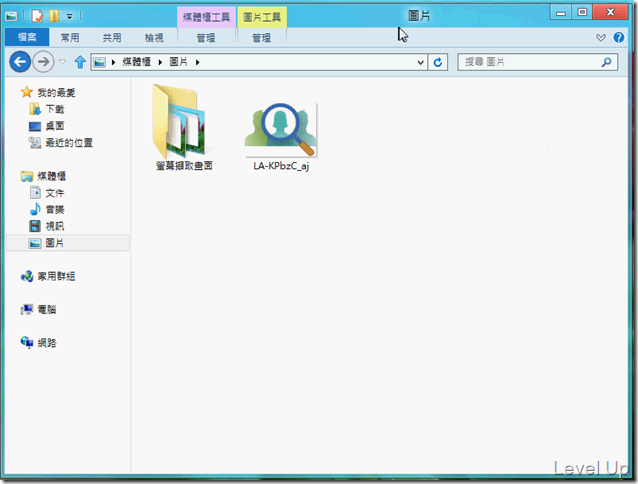 媒體櫃工具 圖片工具 圖片
檔案 常用 共用 檢視 管理 管理
媒體櫃 圖片 搜尋 圖片
我的最愛
下載
桌面
最近的位置
媒體櫃
文件
音樂
視訊
圖片
家用群組
電腦
網路
螢幕擷取畫面 LA-KPbzC_aj
Level Up